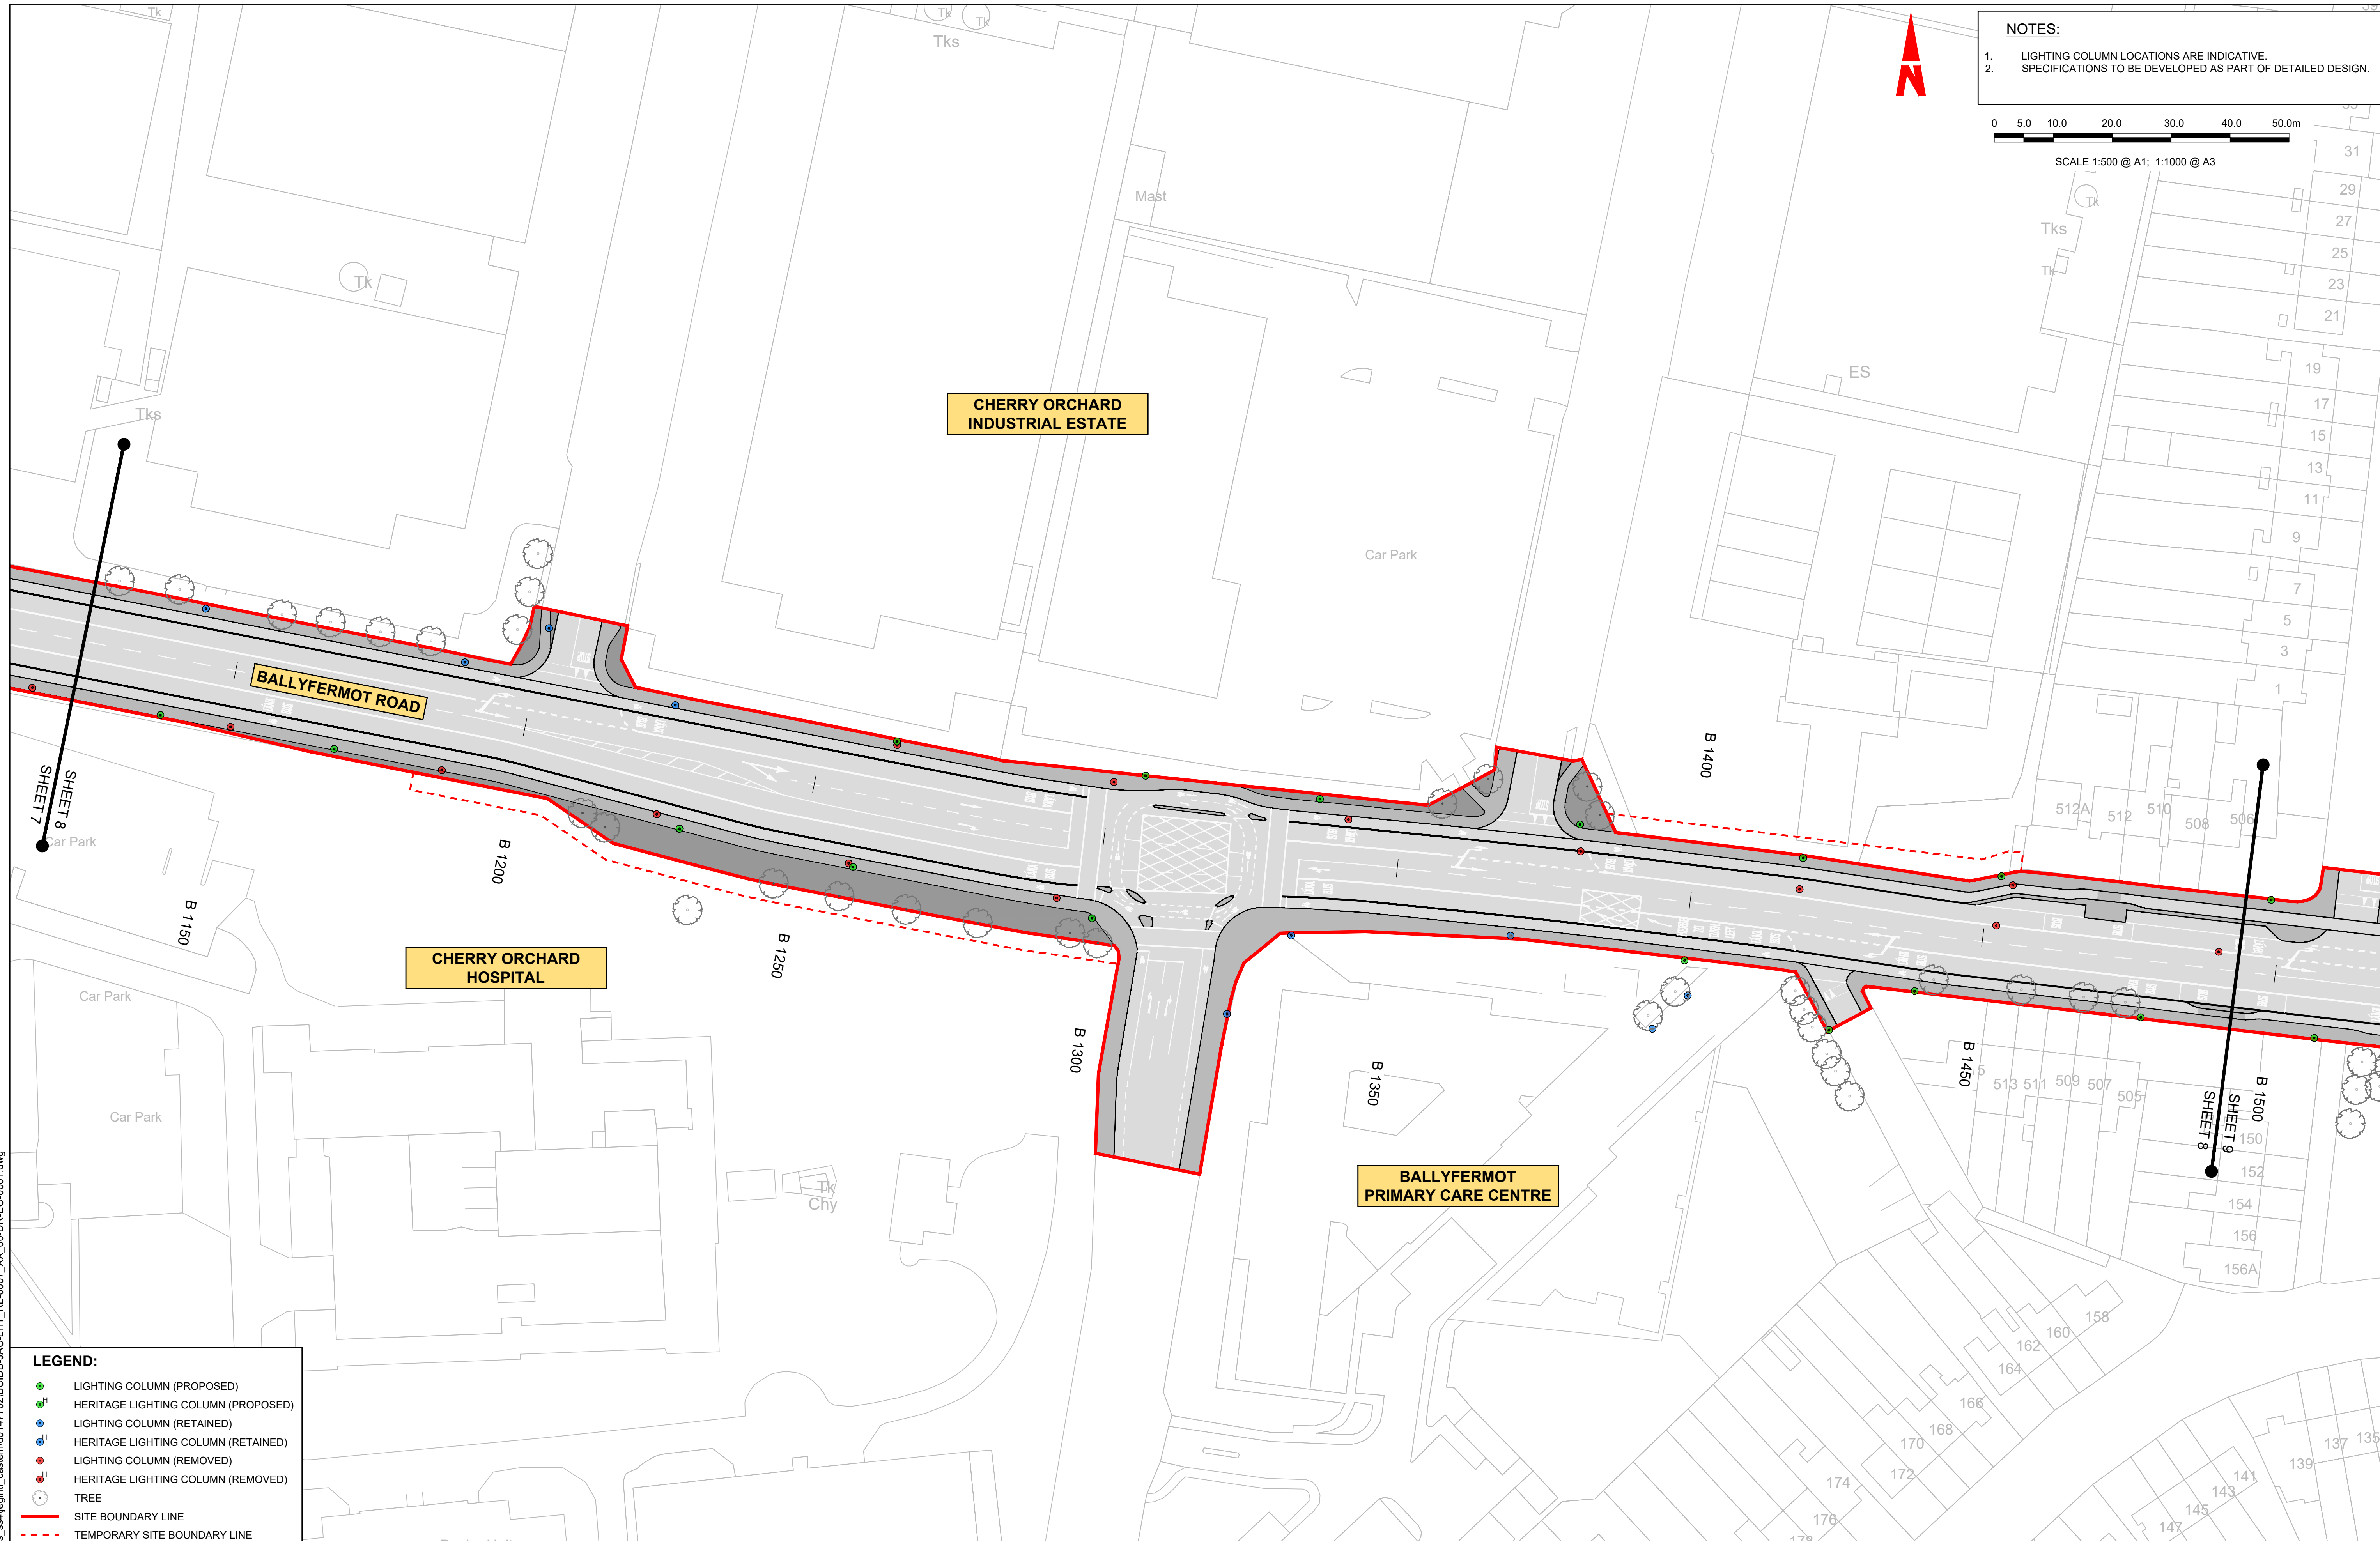 Tk
Tk
Tk
Tks
NOTES:
1. LIGHTING COLUMN LOCATIONS ARE INDICATIVE.
2. SPECIFICATIONS TO BE DEVELOPED AS PART OF DETAILED DESIGN.
N
0 5.0 10.0 20.0 30.0 40.0 50.0m
SCALE 1:500 @ A1; 1:1000 @ A3
31
29
27
25
23
21
19
17
15
13
11
9
7
5
3
1
Mast
Tk
Tks
Tk
Tk
ES
Tks
CHERRY ORCHARD
INDUSTRIAL ESTATE
Car Park
BALLYFERMOT ROAD
LANA
BUS
SHEET 7
SHEET 8
Car Park
B 1150
B 1200
B 1250
B 1300
B 1350
B 1400
B 1450
B 1500
512A
512
510
508
506
CHERRY ORCHARD
HOSPITAL
Car Park
Car Park
Tk
Chy
BALLYFERMOT
PRIMARY CARE CENTRE
513
511
509
507
505
SHEET 8
SHEET 9
150
152
154
156
156A
158
160
162
164
166
168
170
172
174
176
178
135
137
139
141
143
145
147
LEGEND:
LIGHTING COLUMN (PROPOSED)
H HERITAGE LIGHTING COLUMN (PROPOSED)
LIGHTING COLUMN (RETAINED)
H HERITAGE LIGHTING COLUMN (RETAINED)
LIGHTING COLUMN (REMOVED)
H HERITAGE LIGHTING COLUMN (REMOVED)
TREE
SITE BOUNDARY LINE
TEMPORARY SITE BOUNDARY LINE